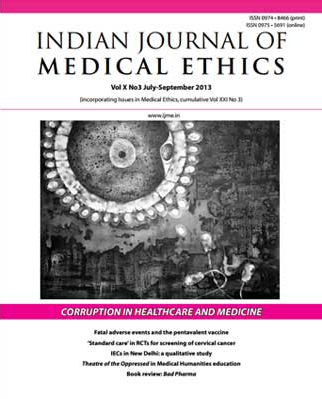 ISSN 0974 • 8466 (print)
ISSN 0975 • 5691 (online)
INDIAN JOURNAL OF
MEDICAL ETHICS
Vol X No3 July-September 2013
(incorporating Issues in Medical Ethics, cumulative Vol XXI No 3)
www.ijme.in
CORRUPTION IN HEALTHCARE AND MEDICINE
Fatal adverse events and the pentavalent vaccine
'Standard care' in RCTs for screening of cervical cancer
IECs in New Delhi: a qualitative study
Theatre of the Oppressed in Medical Humanities education
Book review: Bad Pharma